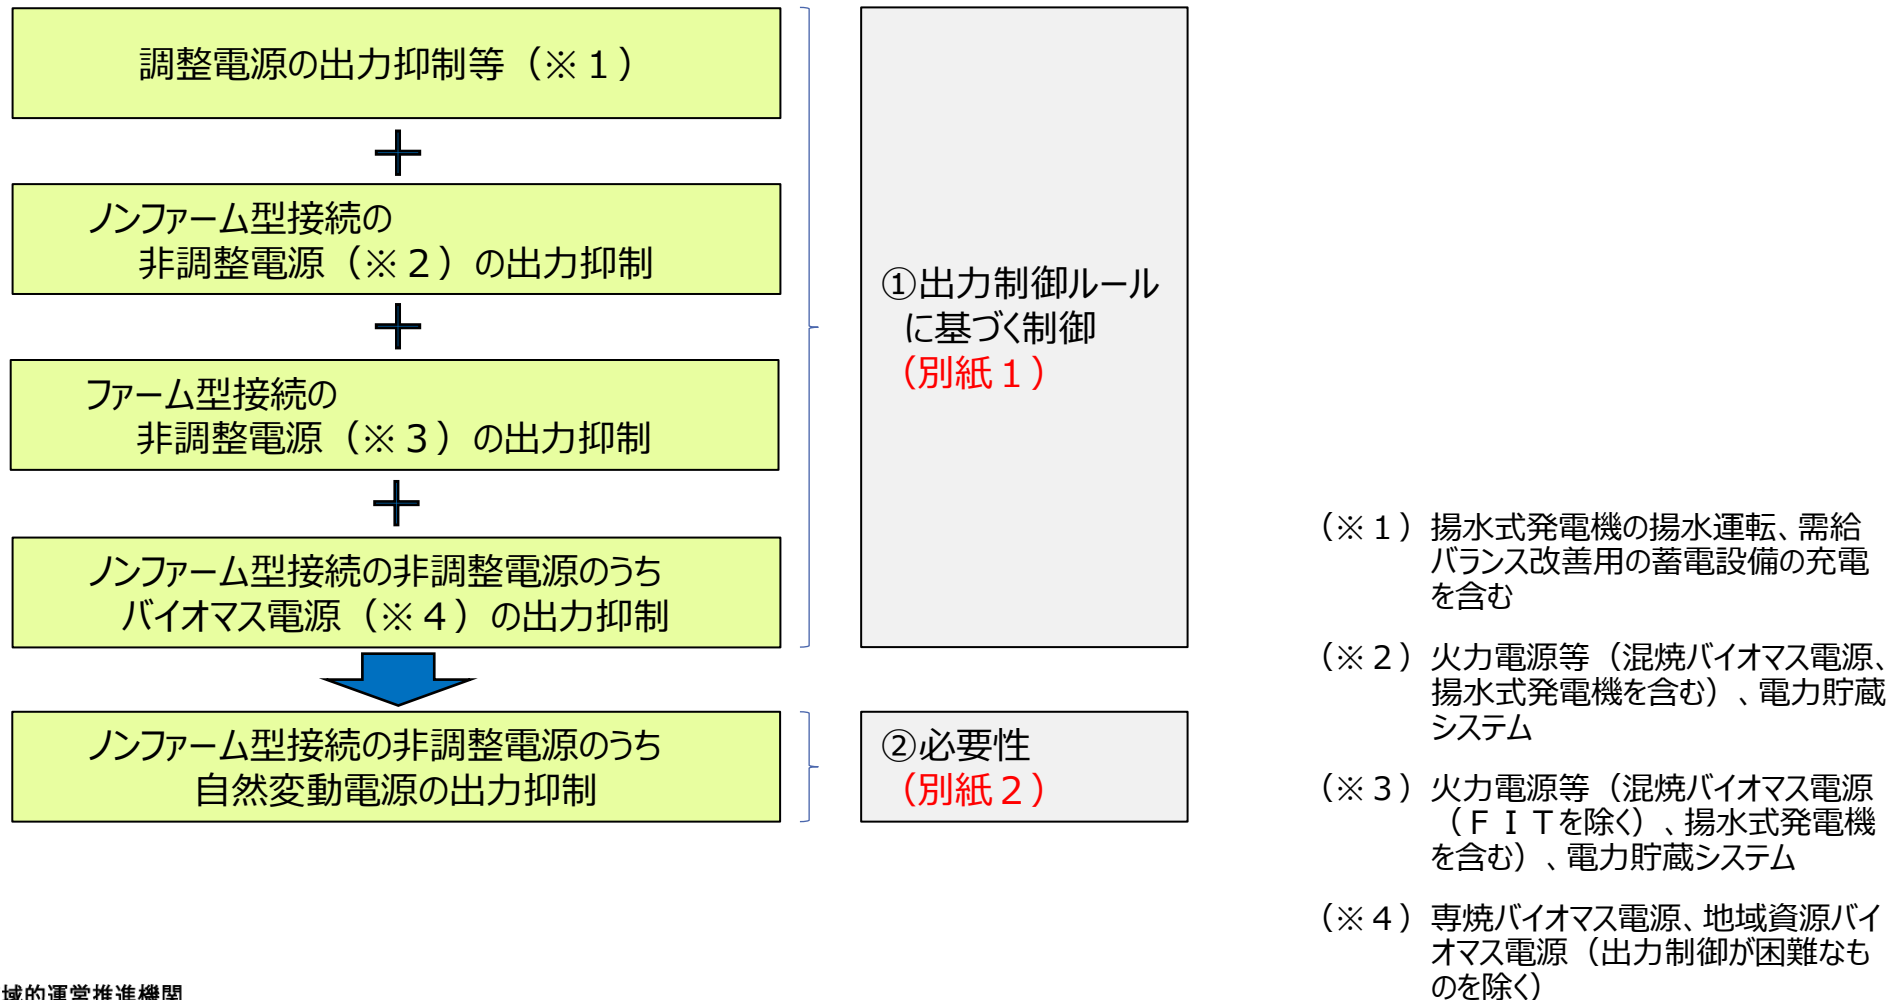 調整電源の出力抑制等（※１）
ノンファーム型接続の
非調整電源（※２）の出力抑制
ファーム型接続の
非調整電源（※３）の出力抑制
ノンファーム型接続の非調整電源のうち
バイオマス電源（※４）の出力抑制
ノンファーム型接続の非調整電源のうち
自然変動電源の出力抑制
①出力制御ルール
に基づく制御
（別紙１）
②必要性
（別紙２）
（※１）揚水式発電機の揚水運転、需給
バランス改善用の蓄電設備の充電
を含む
（※２）火力電源等（混焼バイオマス電源、
揚水式発電機を含む）、電力貯蔵
システム
（※３）火力電源等（混焼バイオマス電源
（ＦＩＴを除く）、揚水式発電機
を含む）、電力貯蔵システム
（※４）専焼バイオマス電源、地域資源バイ
オマス電源（出力制御が困難なも
のを除く）
域的運営推進機関